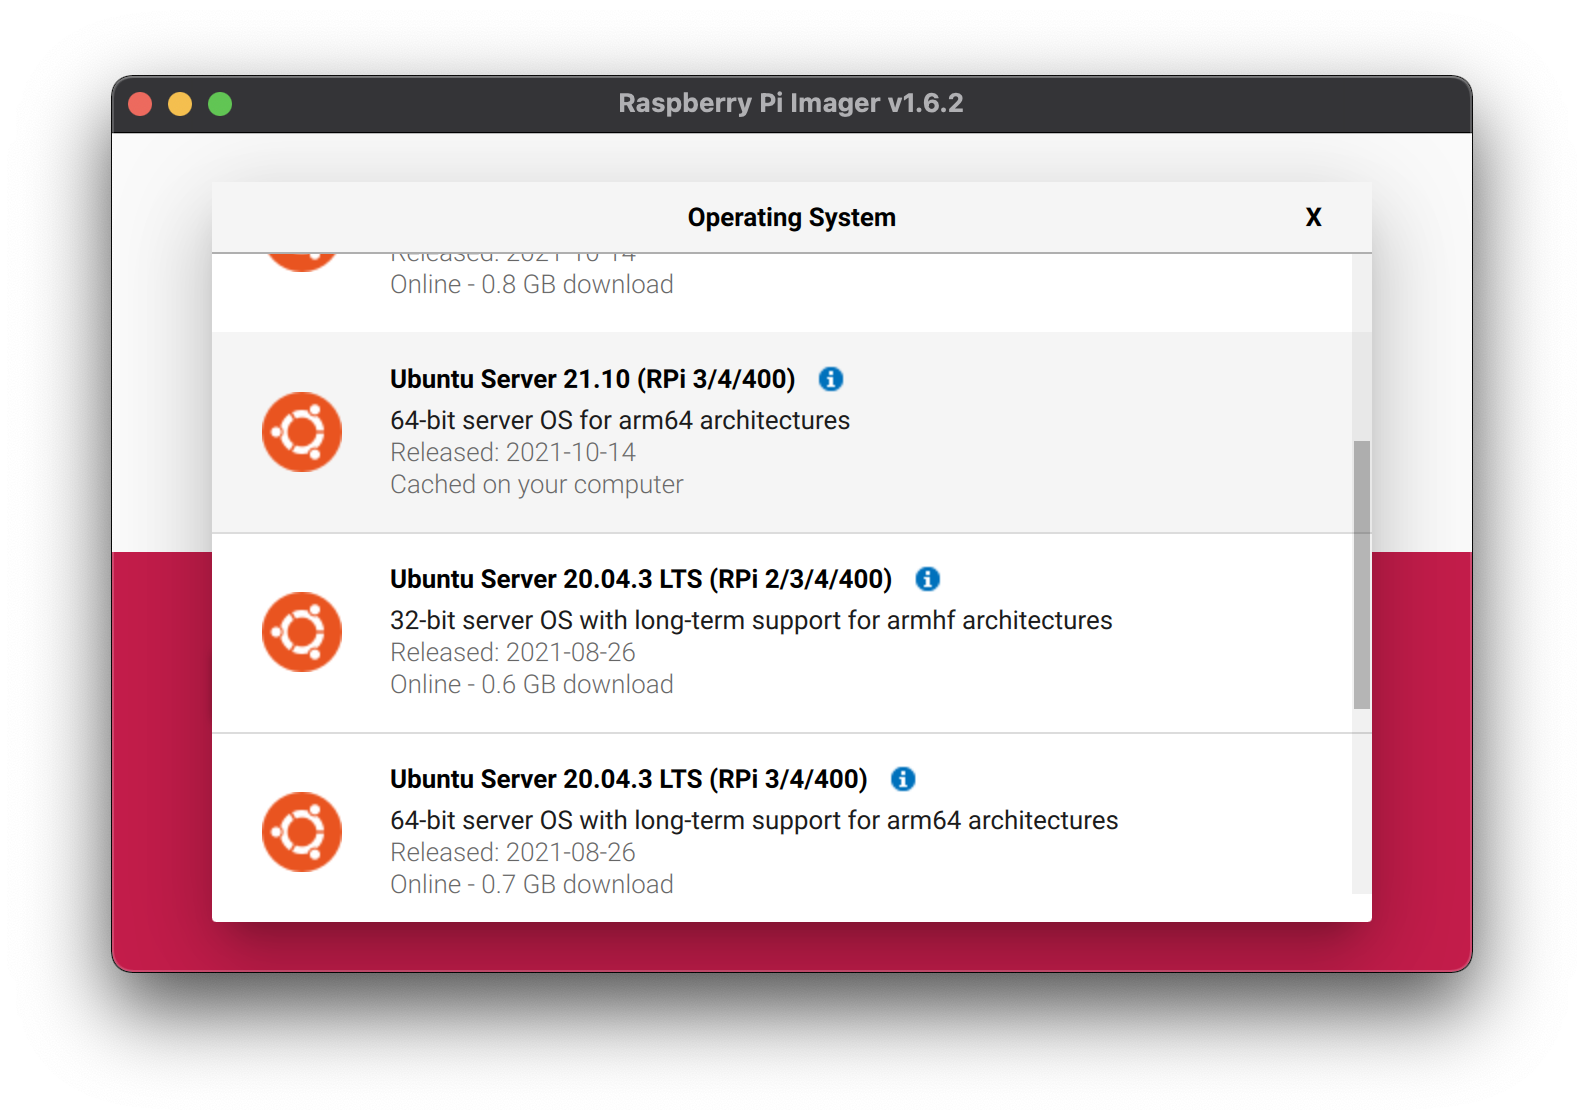 Raspberry Pi Imager v1.6.2
Operating System
X
Released: 2021-10-14
Online - 0.8 GB download
Ubuntu Server 21.10 (RPi 3/4/400)
64-bit server OS for arm64 architectures
Released: 2021-10-14
Cached on your computer
Ubuntu Server 20.04.3 LTS (RPi 2/3/4/400)
32-bit server OS with long-term support for armhf architectures
Released: 2021-08-26
Online - 0.6 GB download
Ubuntu Server 20.04.3 LTS (RPi 3/4/400)
64-bit server OS with long-term support for arm64 architectures
Released: 2021-08-26
Online - 0.7 GB download